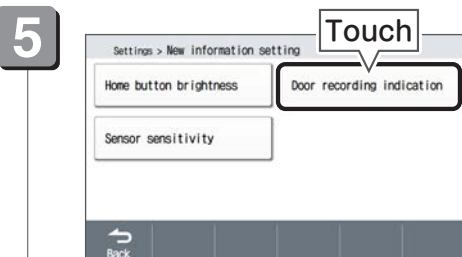 5
Touch
Settings > New information setting
Home button brightness
Door recording indication
Sensor sensitivity
Back